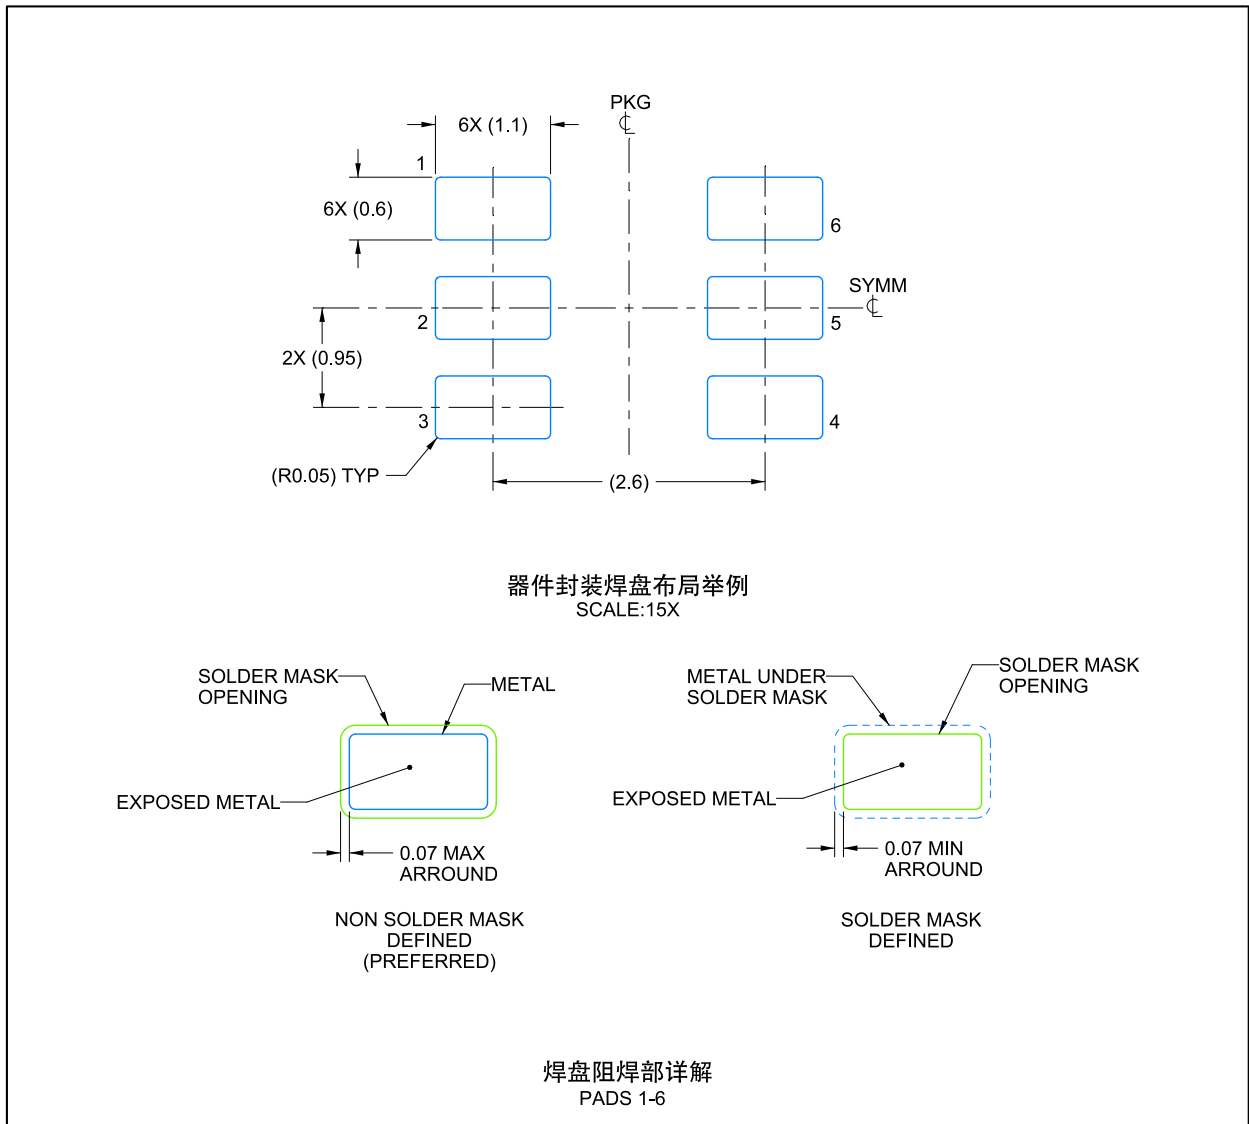 PKG
℄
6X (1.1)
1
6X (0.6)
6
SYMM
℄
2
5
2X (0.95)
3
4
(R0.05) TYP
(2.6)
器件封装焊盘布局举例
SCALE:15X
SOLDER MASK
OPENING
METAL
EXPOSED METAL
0.07 MAX
ARROUND
NON SOLDER MASK
DEFINED
(PREFERRED)
METAL UNDER
SOLDER MASK
SOLDER MASK
OPENING
EXPOSED METAL
0.07 MIN
ARROUND
SOLDER MASK
DEFINED
焊盘阻焊部详解
PADS 1-6